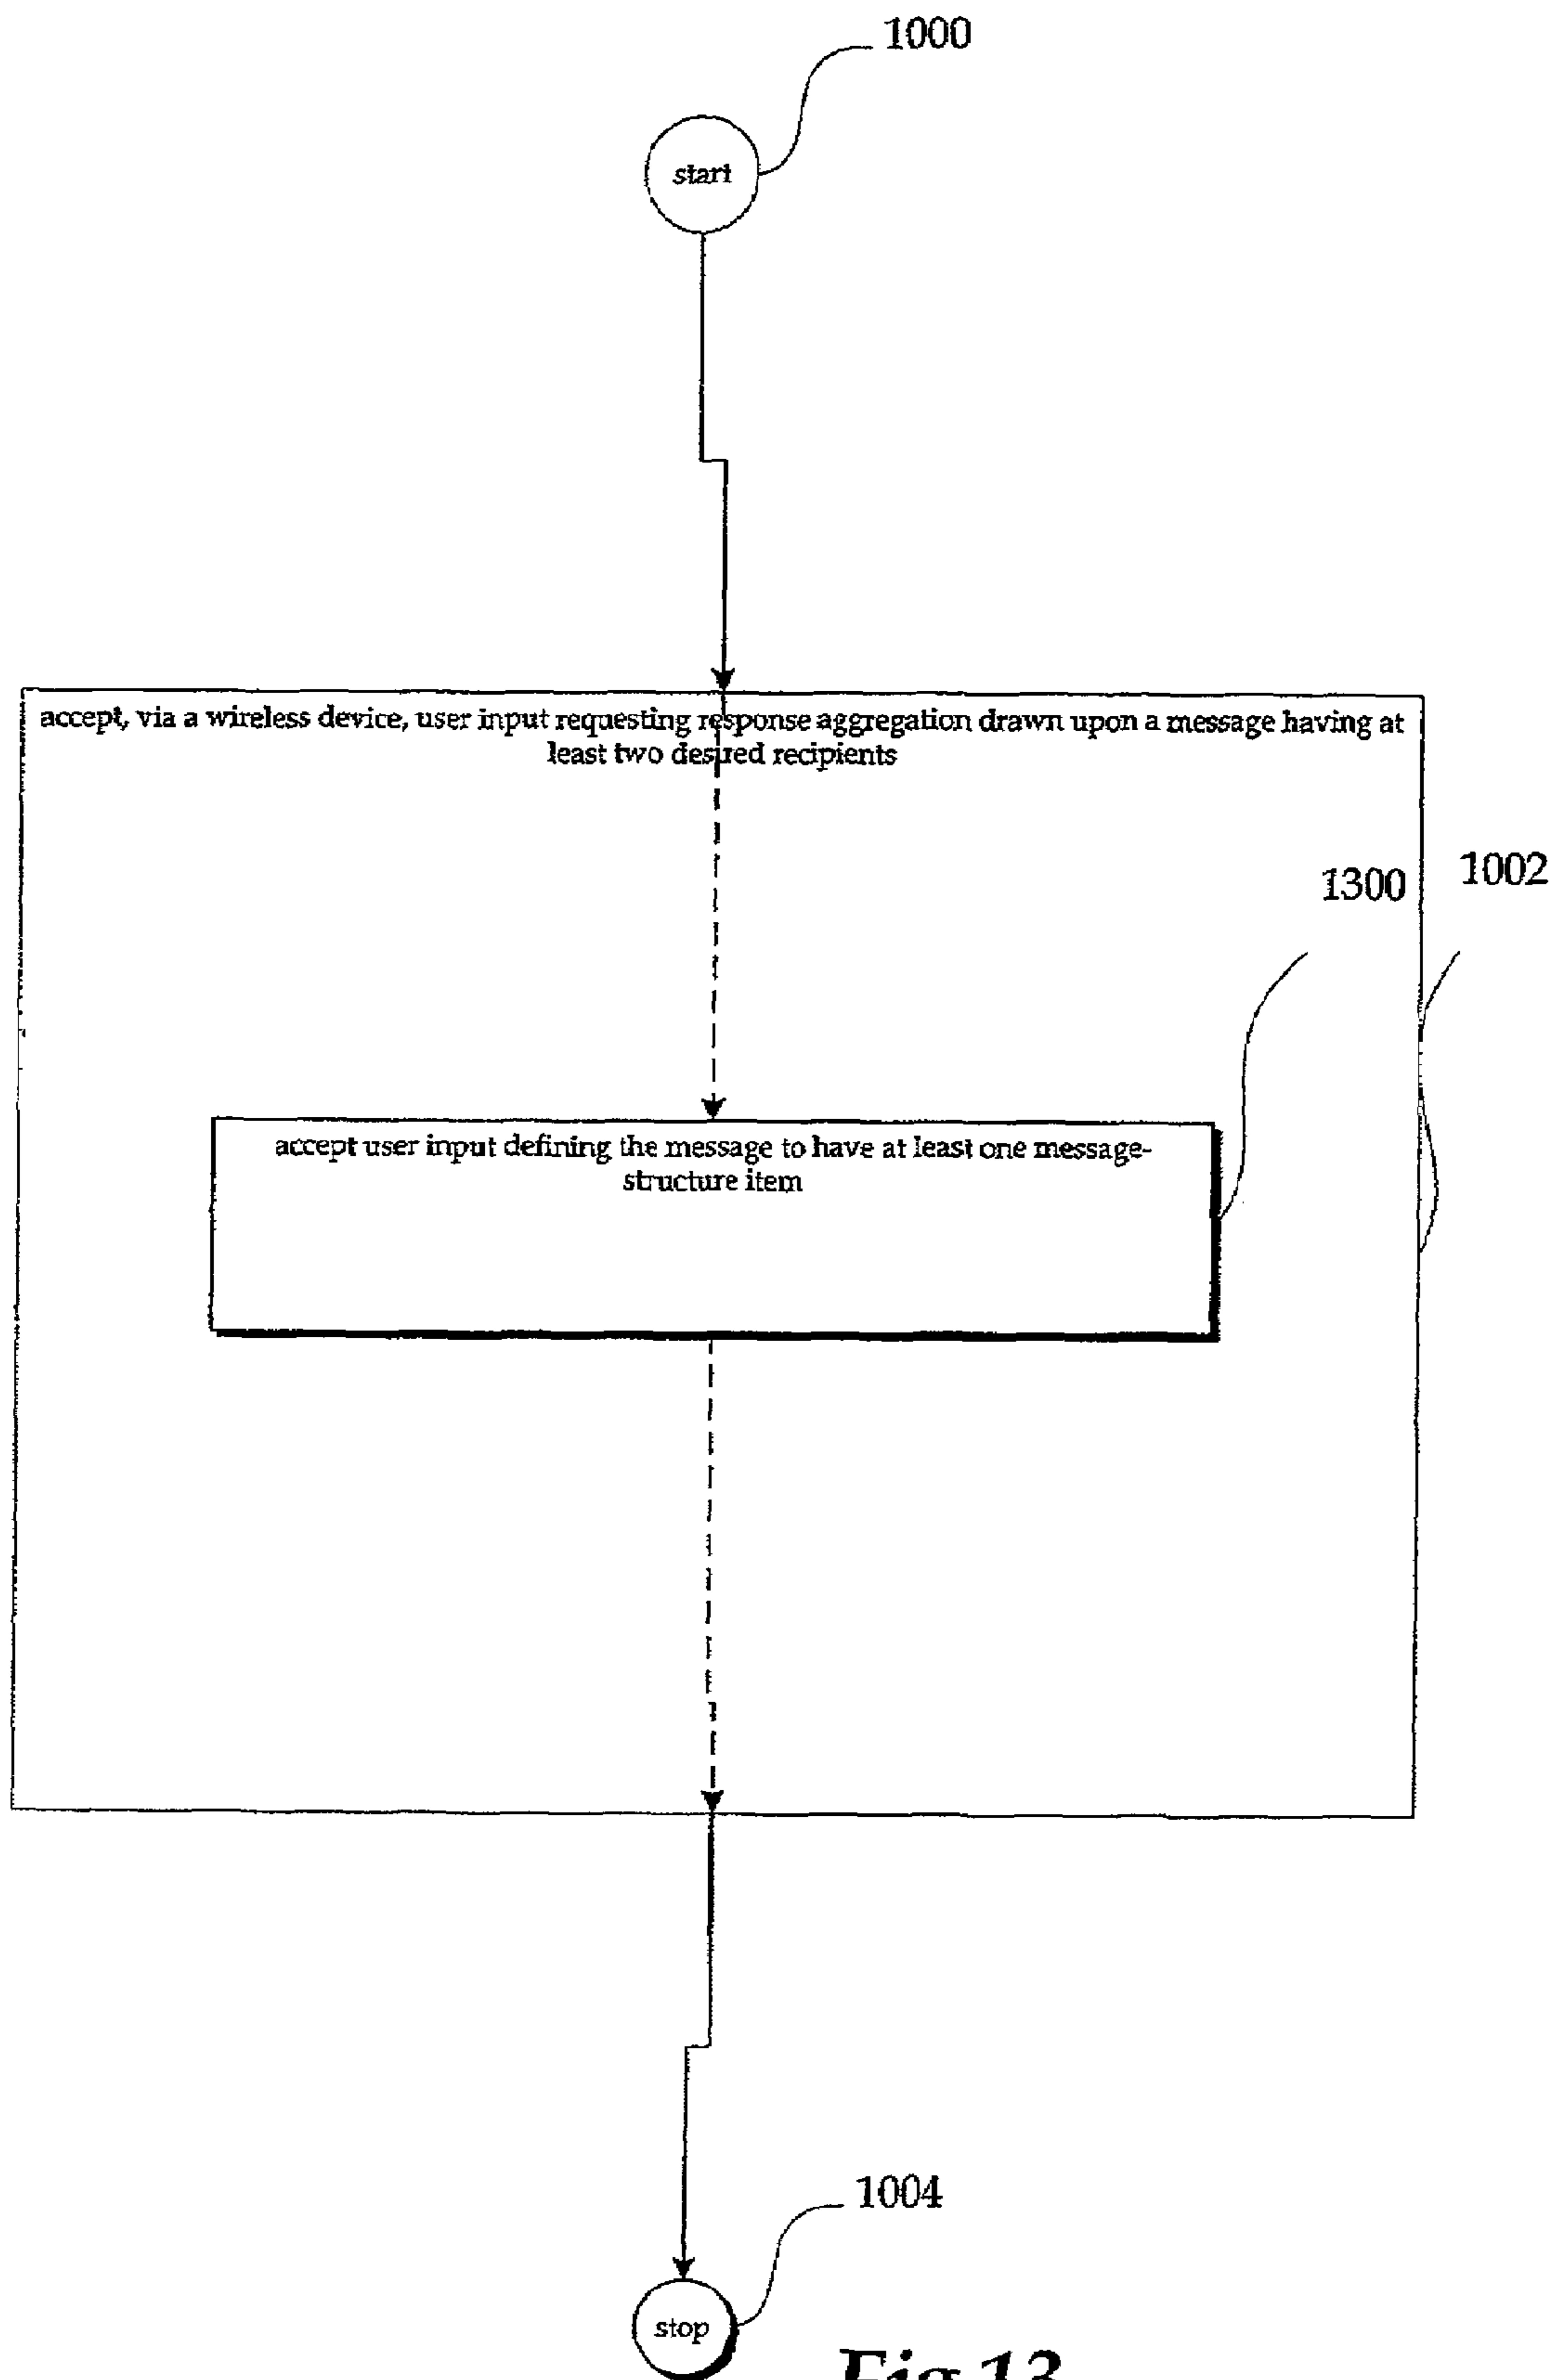 1000
start
accept, via a wireless device, user input requesting response aggregation drawn upon a message having at
least two desired recipients
1300
1002
accept user input defining the message to have at least one message-
structure item
1004
stop
Fig 13